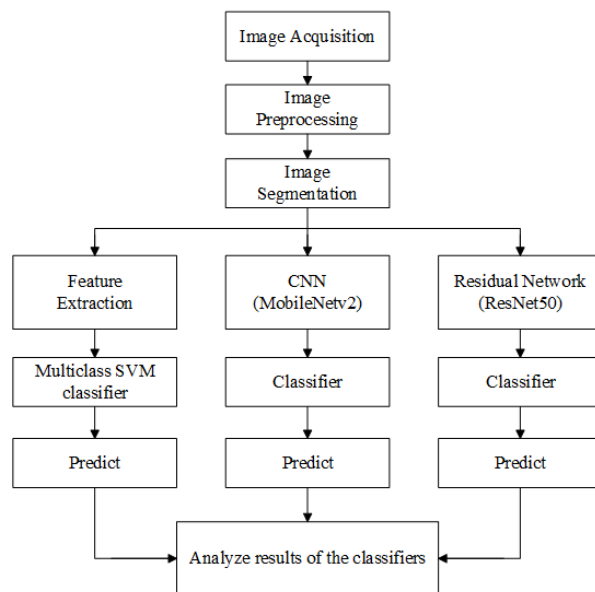 Image Acquisition
Image
Preprocessing
Image
Segmentation
Feature
Extraction
CNN
(MobileNetv2)
Residual Network
(ResNet50)
Multiclass SVM
classifier
Classifier
Classifier
Predict
Predict
Predict
Analyze results of the classifiers